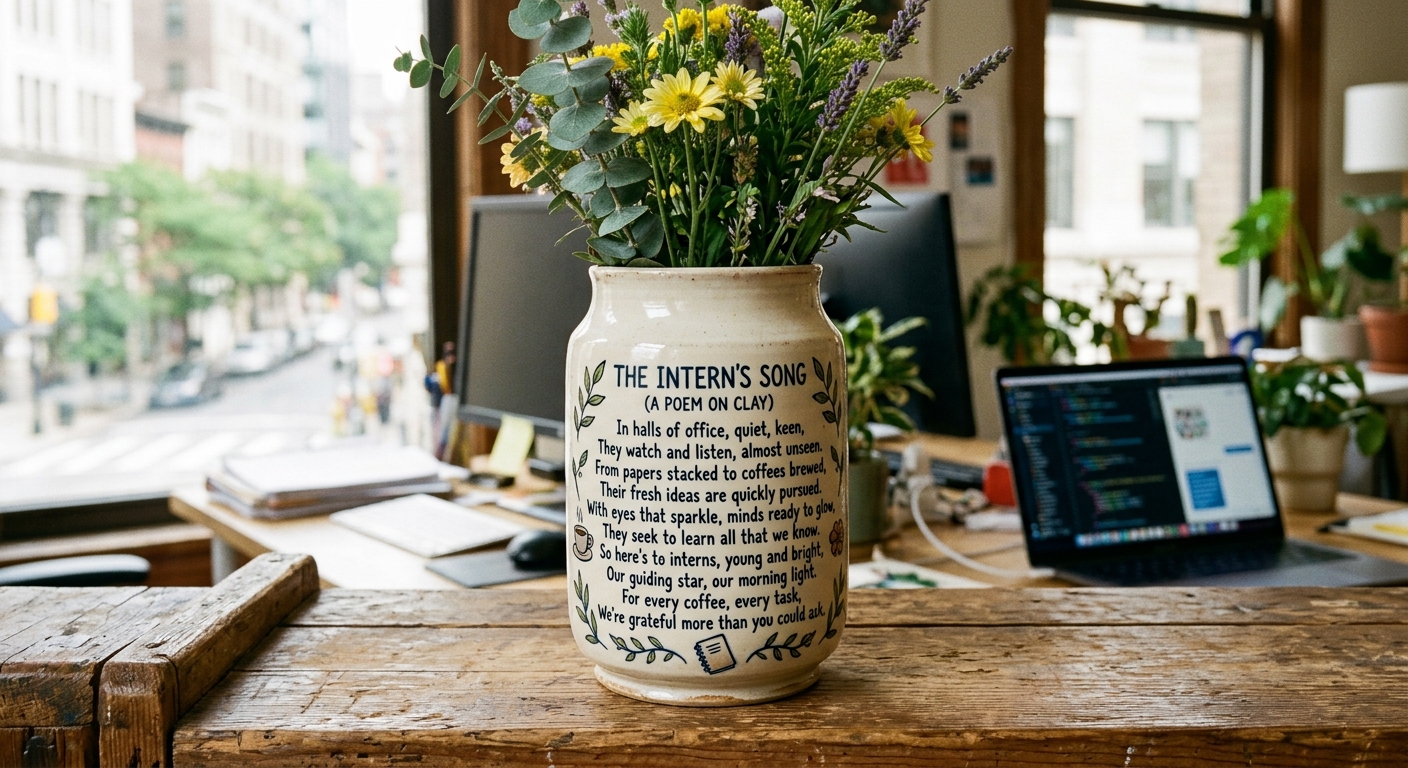 THE INTERN'S SONG
(A POEM ON CLAY)
In halls of office, quiet, keen,
They watch and listen, almost unseen.
From papers stacked to coffees brewed,
Their fresh ideas are quickly pursued.
With eyes that sparkle, minds ready to glow,
They seek to learn all that we know.
So here's to interns, young and bright,
Our guiding star, our morning light.
For every coffee, every task,
We're grateful more than you could ask.